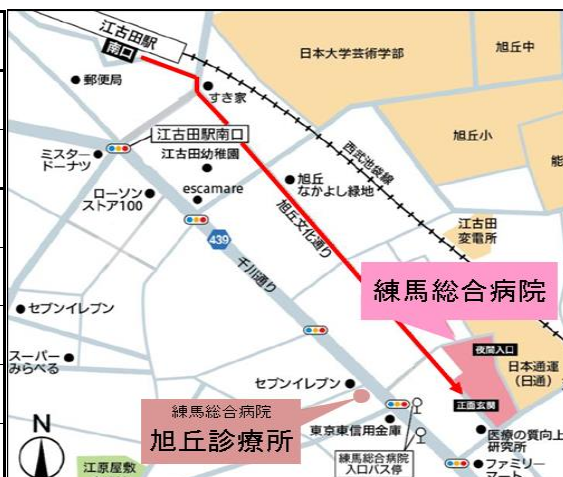 江古田駅
南口
日本大学芸術学部
旭丘中
郵便局
すき家
江古田駅南口
旭丘小
ミスター
ドーナツ
江古田幼稚園
西武池袋線
能
ローソン
ストア100
escamare
旭丘
なかよし緑地
旭丘文化通り
江古田
変電所
439
千川通り
練馬総合病院
セブンイレブン
夜間入口
スーパー
みらべる
日本通運
（日通）
セブンイレブン
正面玄関
練馬総合病院
旭丘診療所
東京東信用金庫
医療の質向上
研究所
N
練馬総合病院
入口バス停
ファミリー
マート
江原屋敷